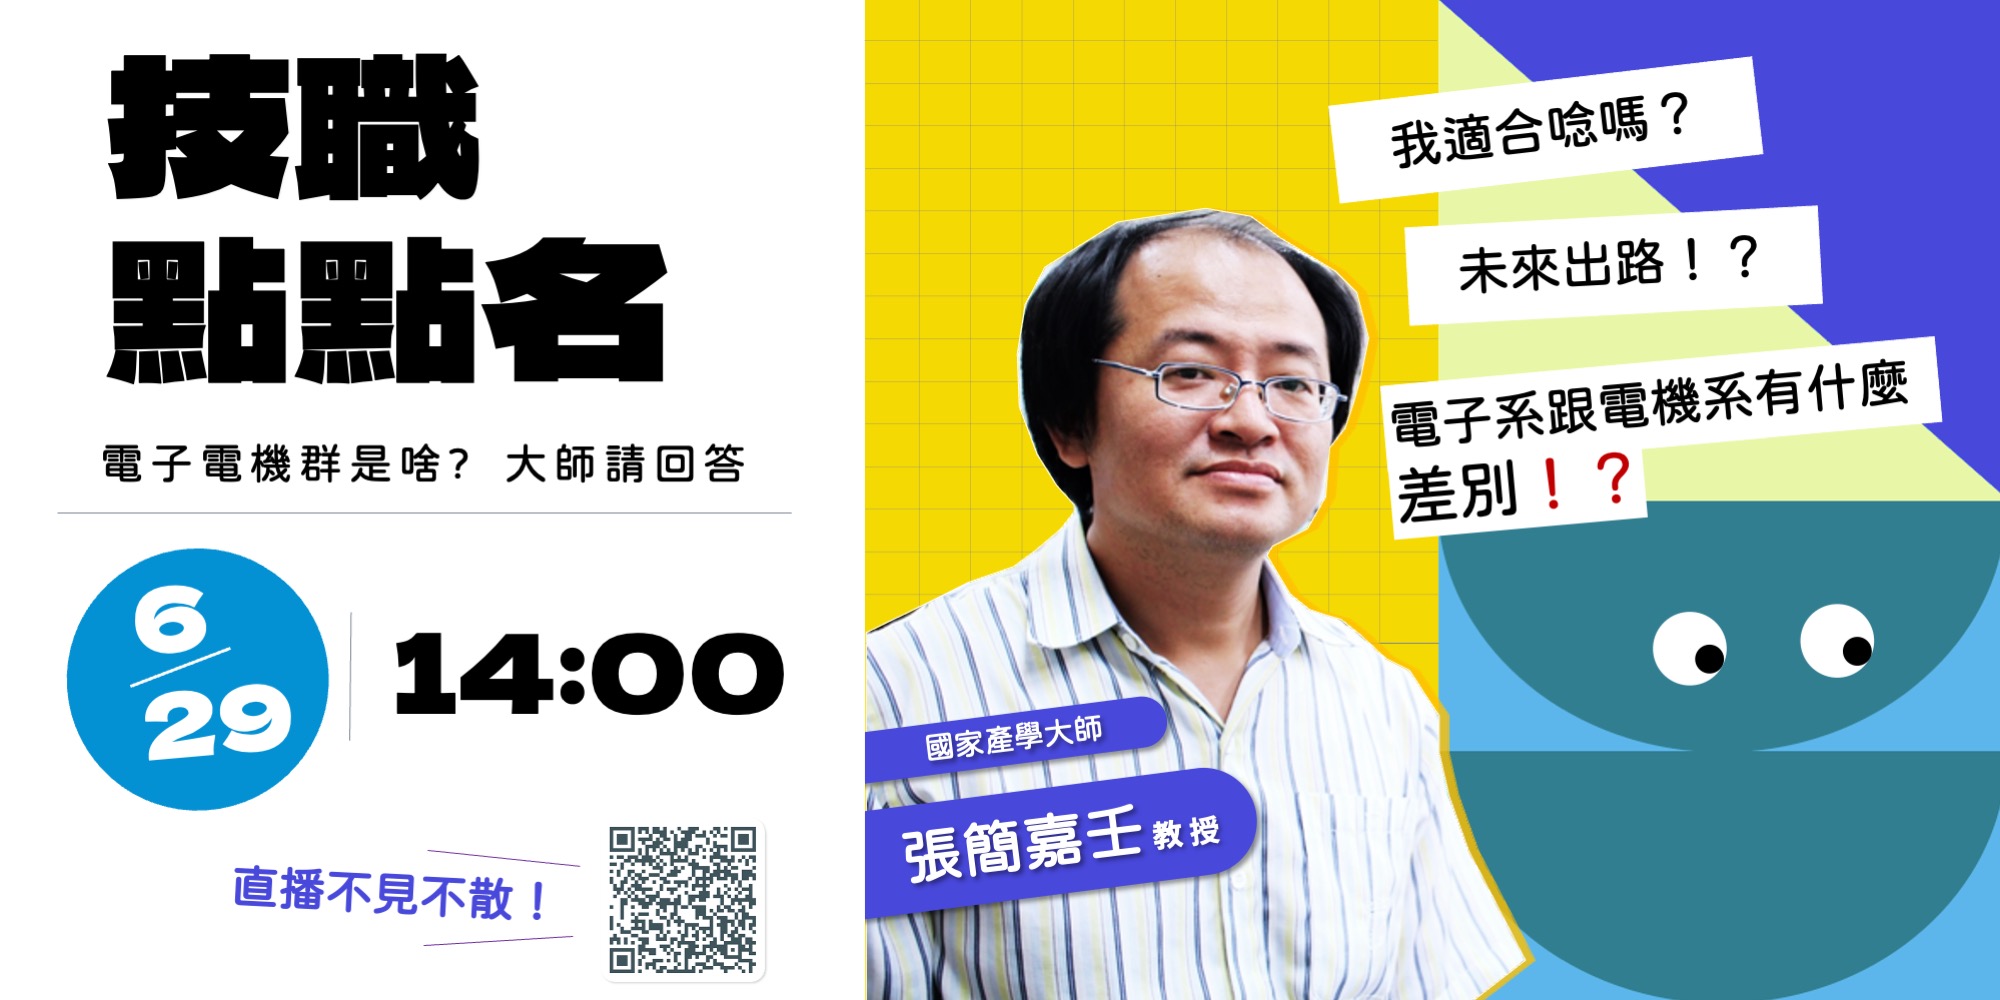 技職
點點名
電子電機群是啥? 大師請回答
6
29
14:00
直播不見不散！
我適合唸嗎？
未來出路！？
電子系跟電機系有什麼
差別！？
國家產學大師
張簡嘉壬 教授